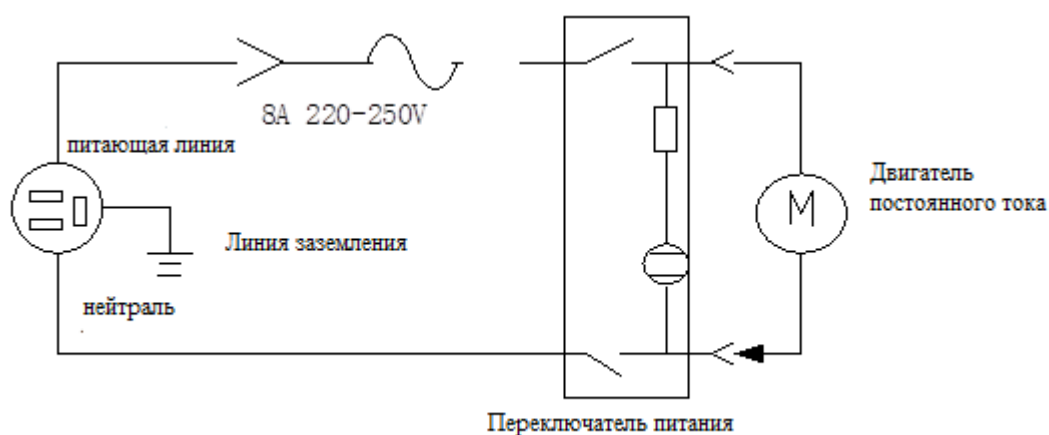 8A 220-250V
питающая линия
Двигатель
постоянного тока
M
Линия заземления
нейтраль
Переключатель питания